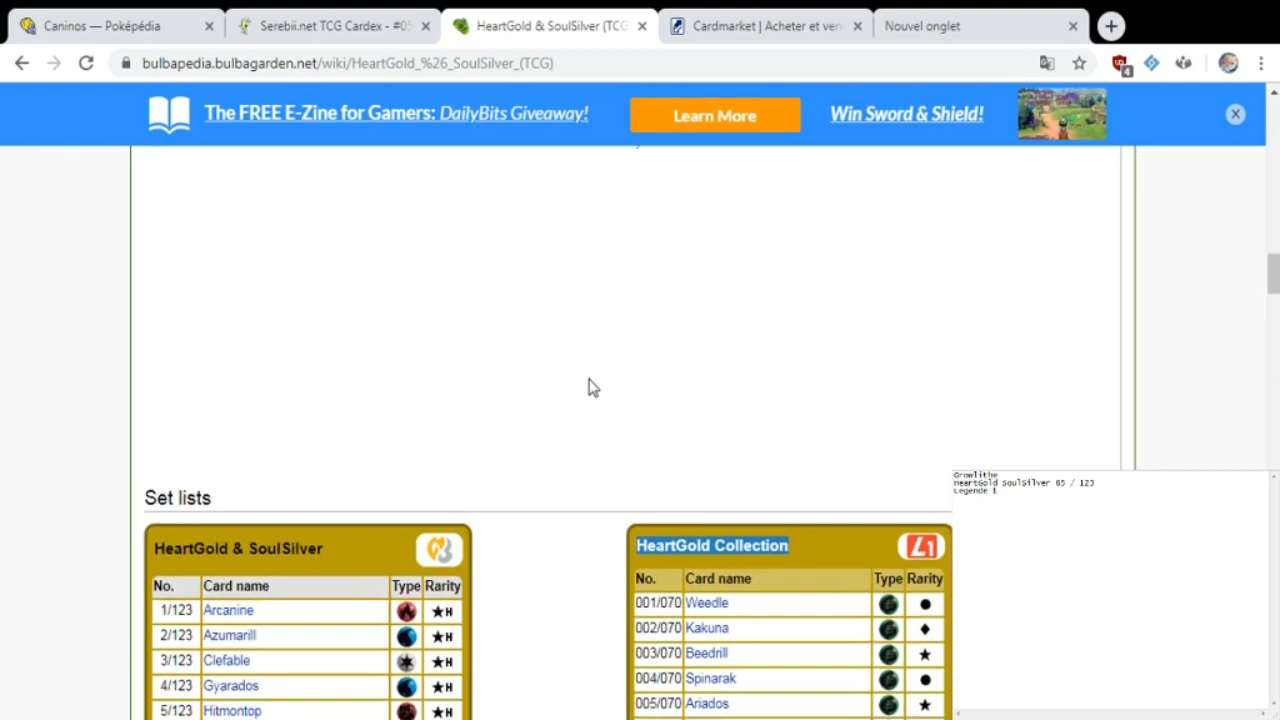 Caninos — Poképédia
Serebii.net TCG Cardex - #05
HeartGold & SoulSilver (TCG
Cardmarket | Acheter et ven
Nouvel onglet
bulbapedia.bulbagarden.net/wiki/HeartGold_%26_SoulSilver_(TCG)
4
The FREE E-Zine for Gamers: DailyBits Giveaway!
Learn More
Win Sword & Shield!
Growlithe
HeartGold SoulSilver 65 / 123
Legende 1
Set lists
HeartGold & SoulSilver
No. Card name Type Rarity
1/123 Arcanine ★H
2/123 Azumarill ★H
3/123 Clefable ★H
4/123 Gyarados ★H
5/123 Hitmontop ★H
HeartGold Collection L1
No. Card name Type Rarity
001/070 Weedle ●
002/070 Kakuna ♦
003/070 Beedrill ★
004/070 Spinarak ●
005/070 Ariados ★